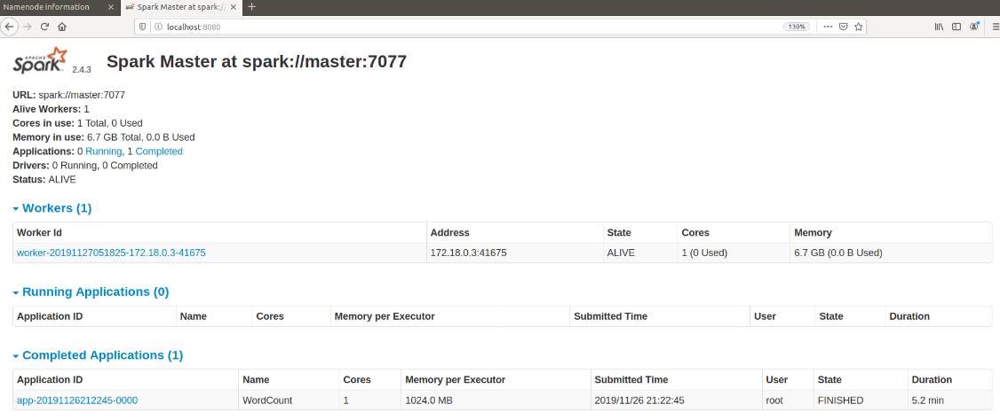 Namenode information
Spark Master at spark://
localhost:8080
130%
APACHE
Spark 2.4.3
Spark Master at spark://master:7077
URL: spark://master:7077
Alive Workers: 1
Cores in use: 1 Total, 0 Used
Memory in use: 6.7 GB Total, 0.0 B Used
Applications: 0 Running, 1 Completed
Drivers: 0 Running, 0 Completed
Status: ALIVE
Workers (1)
Worker Id Address State Cores Memory
worker-20191127051825-172.18.0.3-41675 172.18.0.3:41675 ALIVE 1 (0 Used) 6.7 GB (0.0 B Used)
Running Applications (0)
Application ID Name Cores Memory per Executor Submitted Time User State Duration
Completed Applications (1)
Application ID Name Cores Memory per Executor Submitted Time User State Duration
app-20191126212245-0000 WordCount 1 1024.0 MB 2019/11/26 21:22:45 root FINISHED 5.2 min